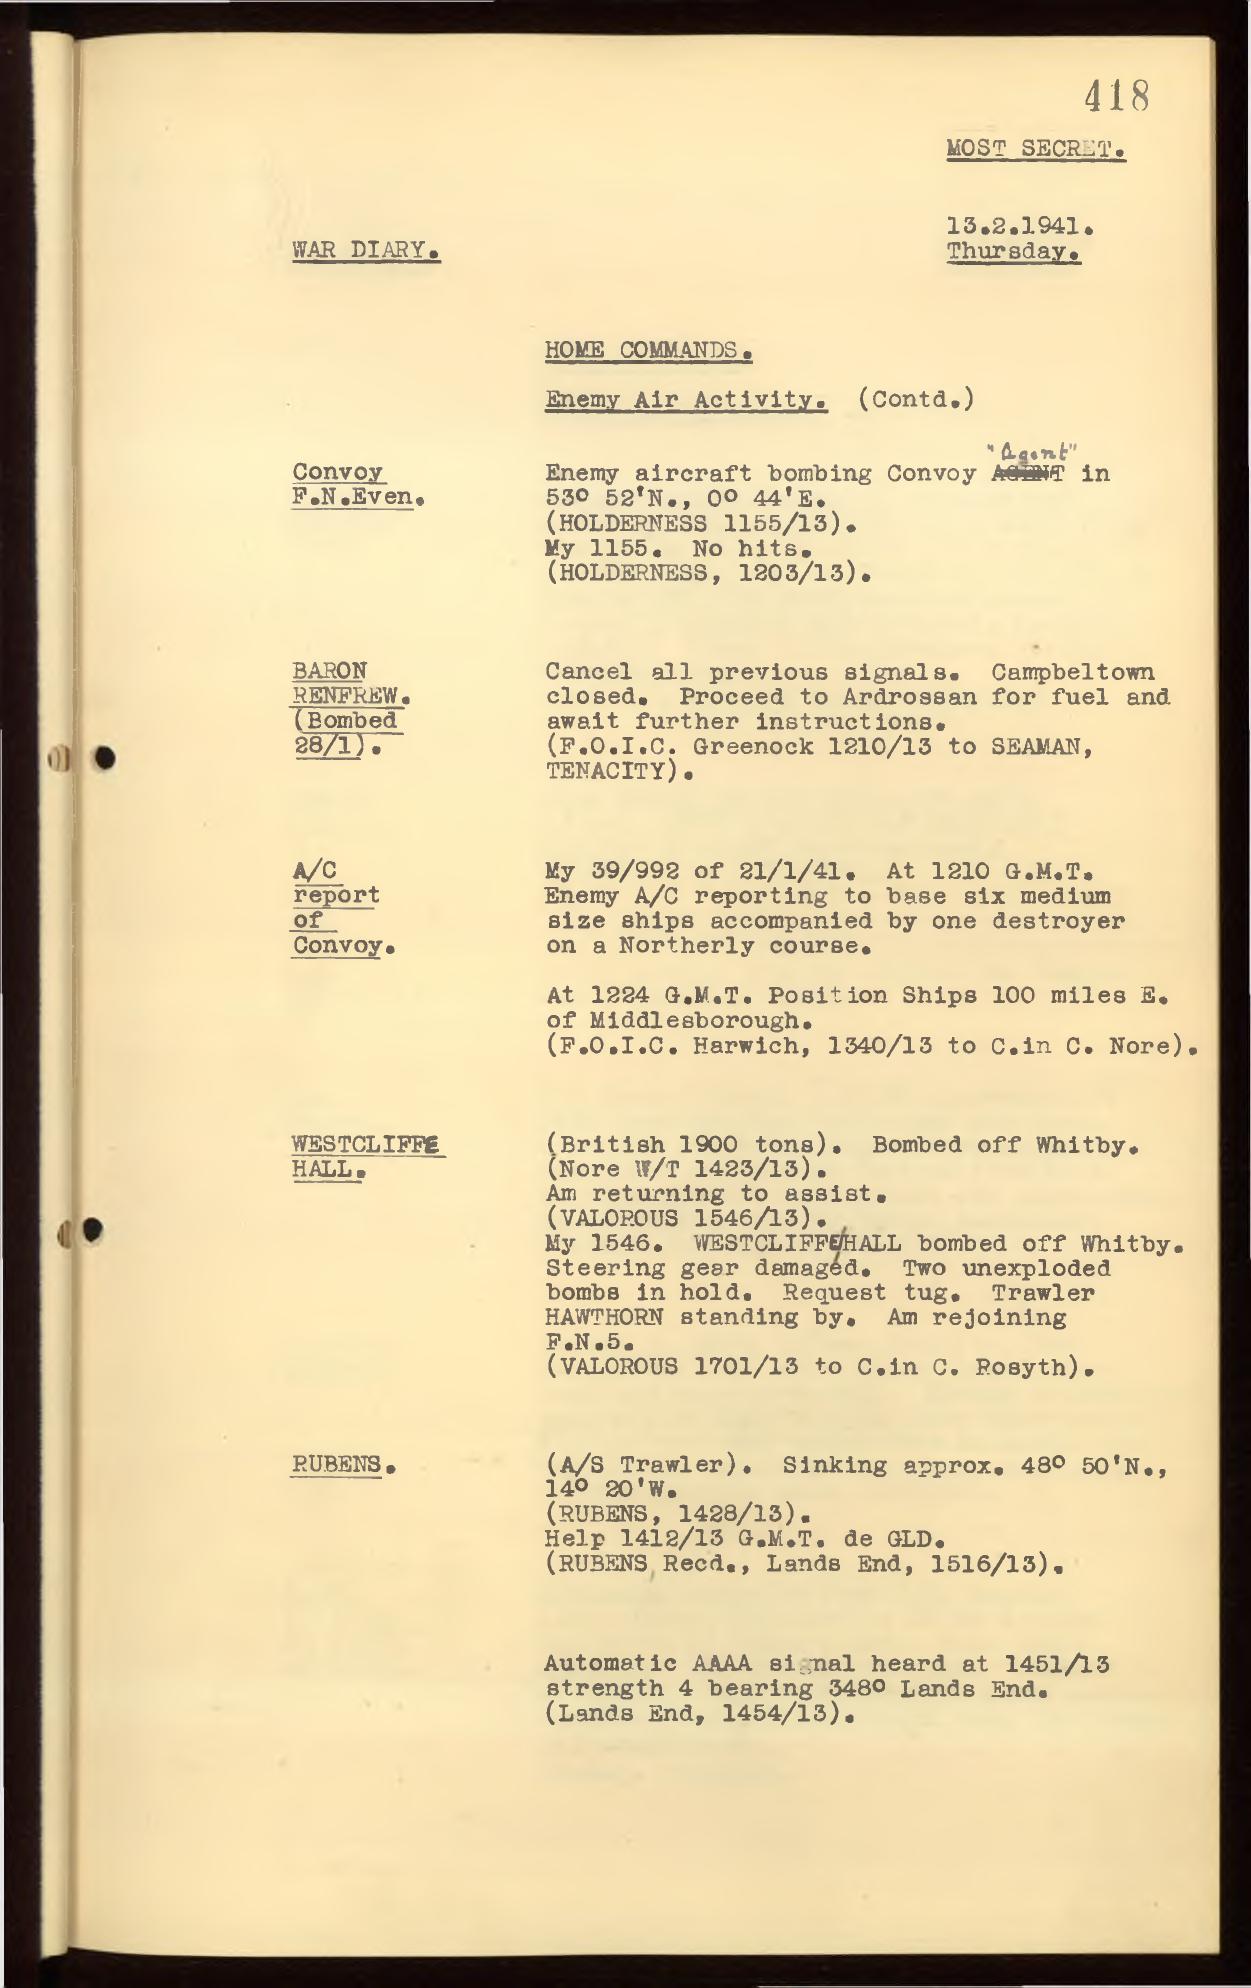 418
MOST SECRET.
13.2.1941.
WAR DIARY. Thursday.
HOME COMMANDS.
Enemy Air Activity. (Contd.)
"Agent"
Convoy Enemy aircraft bombing Convoy AGENT in
F.N.Even. 53° 52'N., 0° 44'E.
(HOLDERNESS 1155/13).
My 1155. No hits.
(HOLDERNESS, 1203/13).
BARON Cancel all previous signals. Campbeltown
RENFREW. closed. Proceed to Ardrossan for fuel and
(Bombed await further instructions.
28/1). (F.O.I.C. Greenock 1210/13 to SEAMAN,
TENACITY).
A/C My 39/992 of 21/1/41. At 1210 G.M.T.
report Enemy A/C reporting to base six medium
of size ships accompanied by one destroyer
Convoy. on a Northerly course.
At 1224 G.M.T. Position Ships 100 miles E.
of Middlesborough.
(F.O.I.C. Harwich, 1340/13 to C.in C. Nore).
WESTCLIFFE (British 1900 tons). Bombed off Whitby.
HALL. (Nore W/T 1423/13).
Am returning to assist.
(VALOROUS 1546/13).
My 1546. WESTCLIFFE/HALL bombed off Whitby.
Steering gear damaged. Two unexploded
bombs in hold. Request tug. Trawler
HAWTHORN standing by. Am rejoining
F.N.5.
(VALOROUS 1701/13 to C.in C. Rosyth).
RUBENS. (A/S Trawler). Sinking approx. 48° 50'N.,
14° 20'W.
(RUBENS, 1428/13).
Help 1412/13 G.M.T. de GLD.
(RUBENS, Recd., Lands End, 1516/13).
Automatic AAAA signal heard at 1451/13
strength 4 bearing 348° Lands End.
(Lands End, 1454/13).